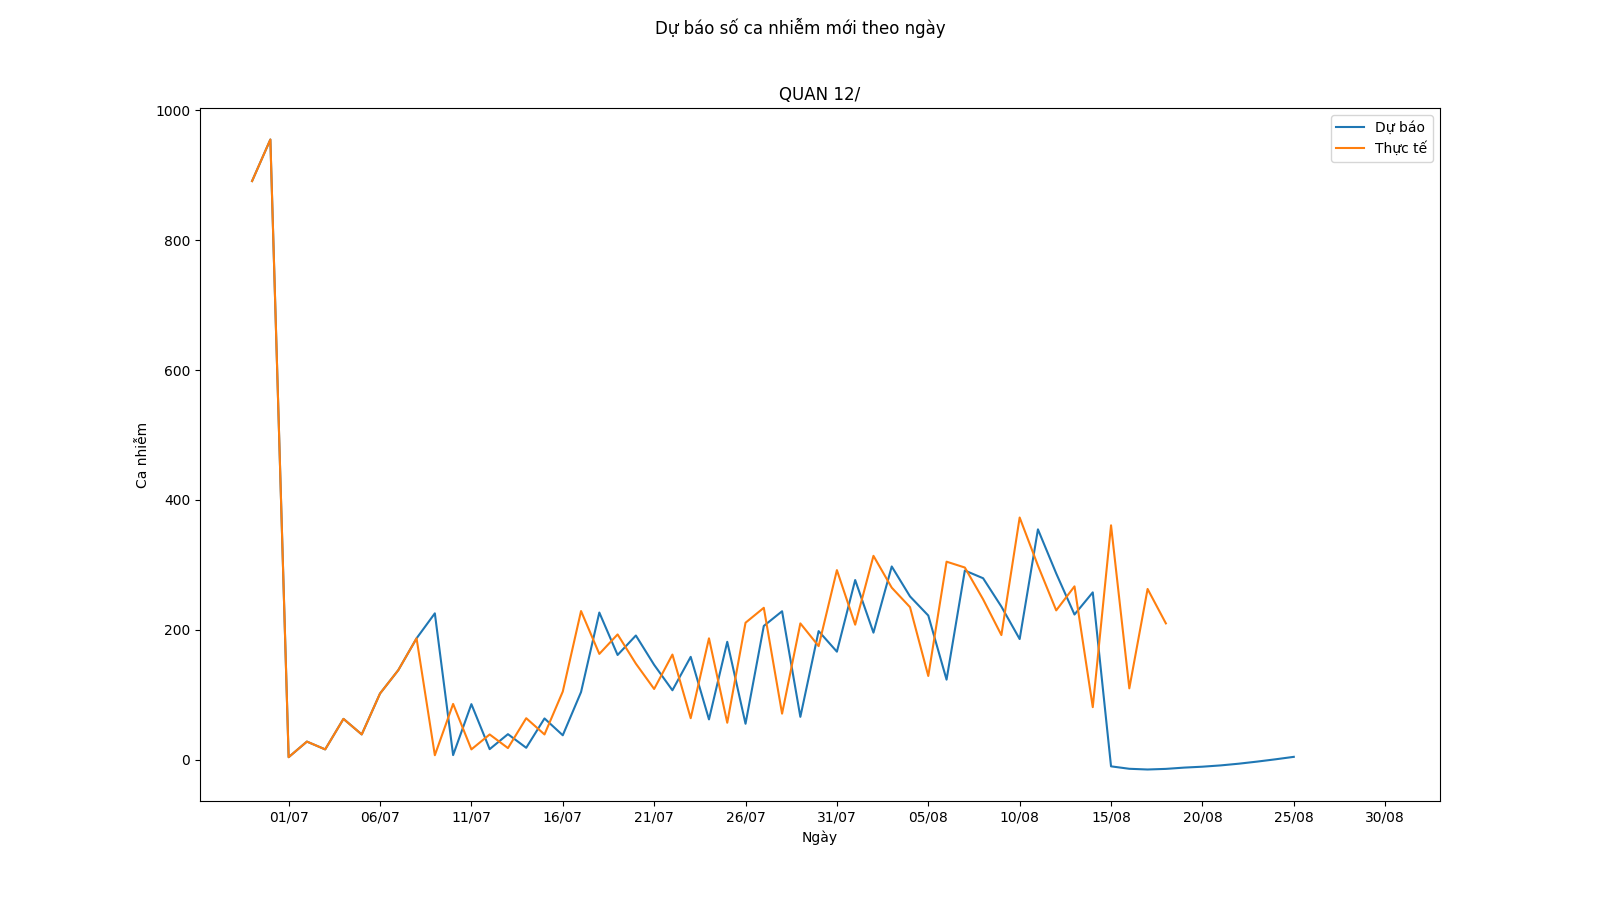 Dự báo số ca nhiễm mới theo ngày
QUAN 12/
Dự báo
Thực tế
1000
800
600
400
200
0
Ca nhiễm
01/07 06/07 11/07 16/07 21/07 26/07 31/07 05/08 10/08 15/08 20/08 25/08 30/08
Ngày